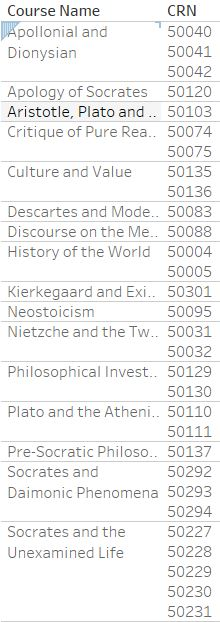 Course Name CRN
Apollonial and 50040
Dionysian 50041
50042
Apology of Socrates 50120
Aristotle, Plato and .. 50103
Critique of Pure Rea.. 50074
50075
Culture and Value 50135
50136
Descartes and Mode.. 50083
Discourse on the Me.. 50088
History of the World 50004
50005
Kierkegaard and Exi.. 50301
Neostoicism 50095
Nietzche and the Tw.. 50031
50032
Philosophical Invest.. 50129
50130
Plato and the Atheni.. 50110
50111
Pre-Socratic Philoso.. 50137
Socrates and 50292
Daimonic Phenomena 50293
50294
Socrates and the 50227
Unexamined Life 50228
50229
50230
50231